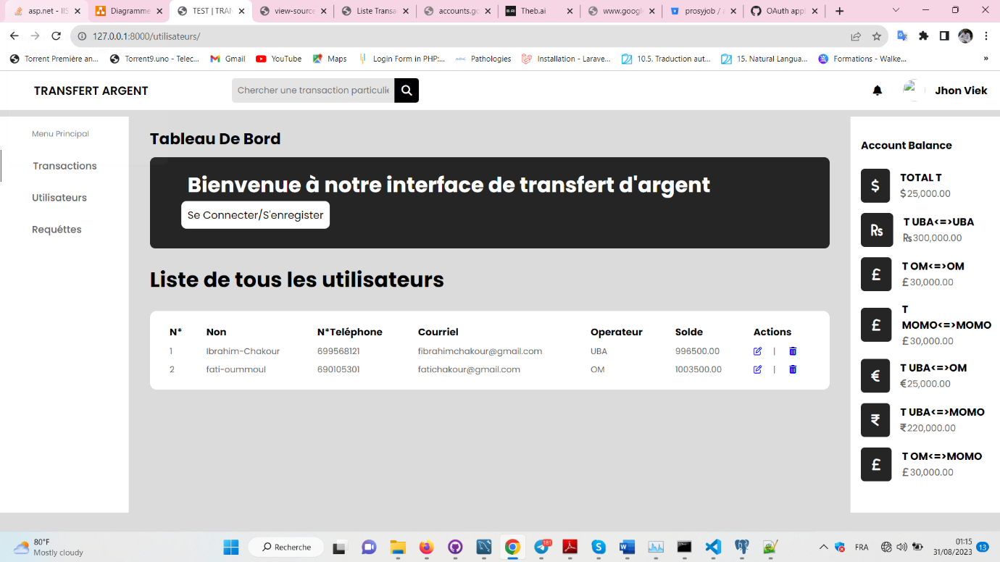 asp.net - IIS
Diagramme
TEST | TRAN
view-source
Liste Transa
accounts.go
Theb.ai
www.google
prosyjob / a
OAuth appl
127.0.0.1:8000/utilisateurs/
Torrent Première an...
Torrent9.uno - Telec...
Gmail
YouTube
Maps
Login Form in PHP:...
Pathologies
Installation - Larave...
10.5. Traduction aut...
15. Natural Langua...
Formations - Walke...
»
TRANSFERT ARGENT
Chercher une transaction particulie
Jhon Viek
Menu Principal
Transactions
Utilisateurs
Requéttes
Tableau De Bord
Bienvenue à notre interface de transfert d'argent
Se Connecter/S'enregister
Liste de tous les utilisateurs
N* Non N*Teléphone Courriel Operateur Solde Actions
1 Ibrahim-Chakour 699568121 fibrahimchakour@gmail.com UBA 996500.00 |
2 fati-oummoul 690105301 fatichakour@gmail.com OM 1003500.00 |
Account Balance
$ TOTAL T
$25,000.00
₨ T UBA<=>UBA
₨300,000.00
£ T OM<=>OM
£30,000.00
T
£ MOMO<=>MOMO
£30,000.00
€ T UBA<=>OM
€25,000.00
₹ T UBA<=>MOMO
₹220,000.00
£ T OM<=>MOMO
£30,000.00
80°F
Mostly cloudy
Recherche
181
FRA
01:15
31/08/2023
13